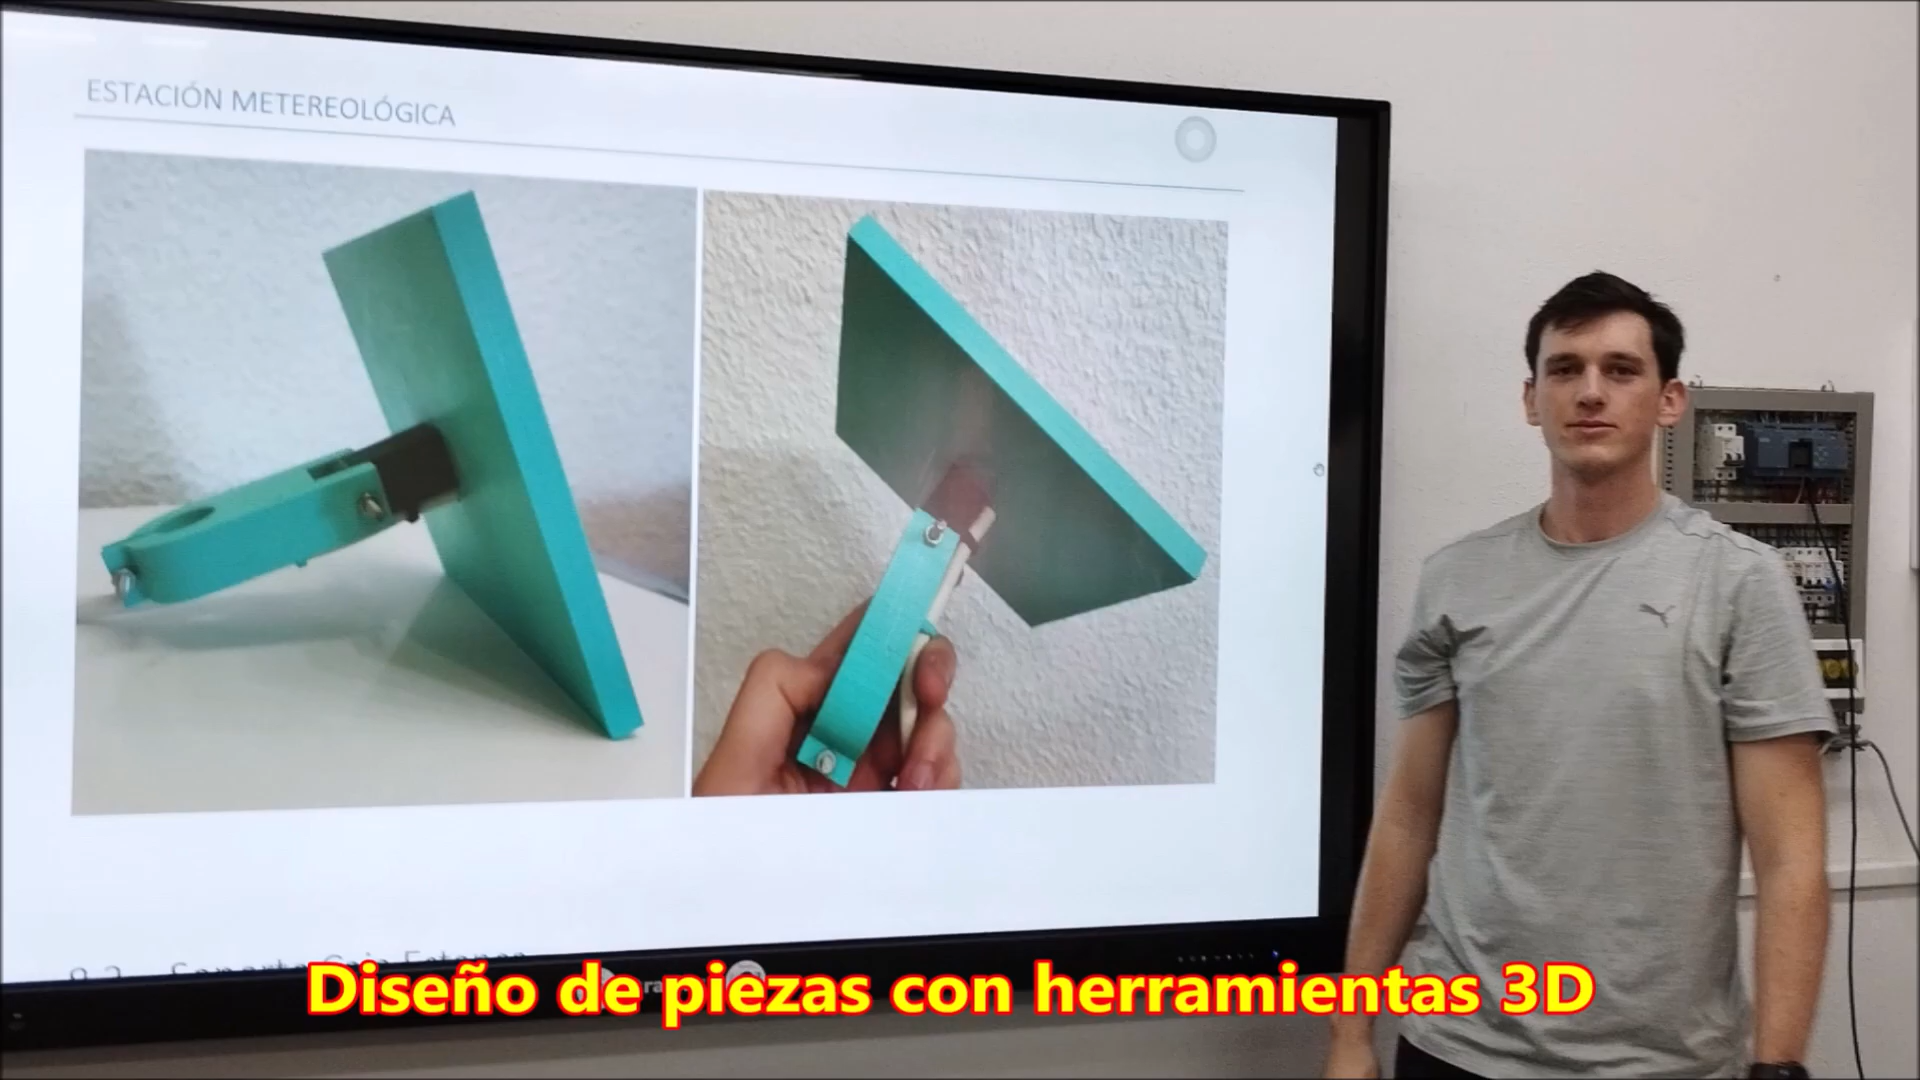 ESTACIÓN METEREOLÓGICA
Diseño de piezas con herramientas 3D